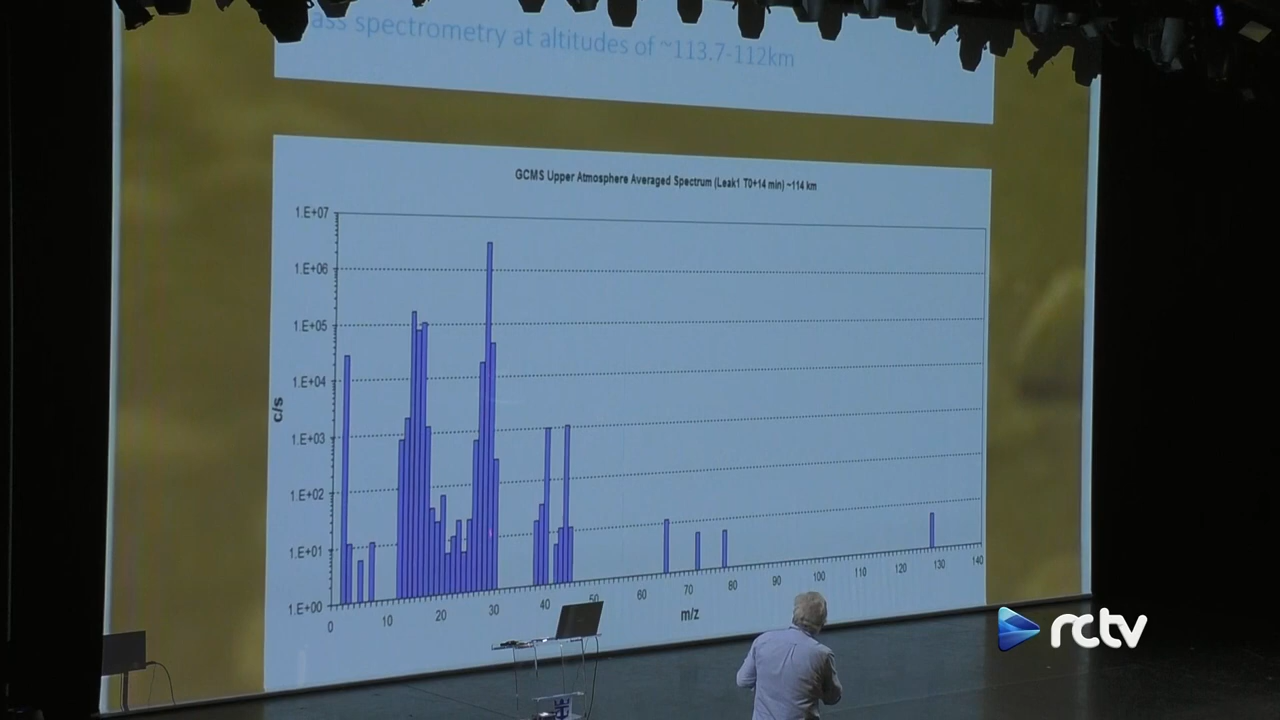 ass spectrometry at altitudes of ~113.7-112km
GCMS Upper Atmosphere Averaged Spectrum (Leak1 T0+14 min) ~114 km
1.E+07
1.E+06
1.E+05
1.E+04
1.E+03
1.E+02
1.E+01
1.E+00
c/s
0 10 20 30 40 50 60 70 80 90 100 110 120 130 140
m/z
rctv